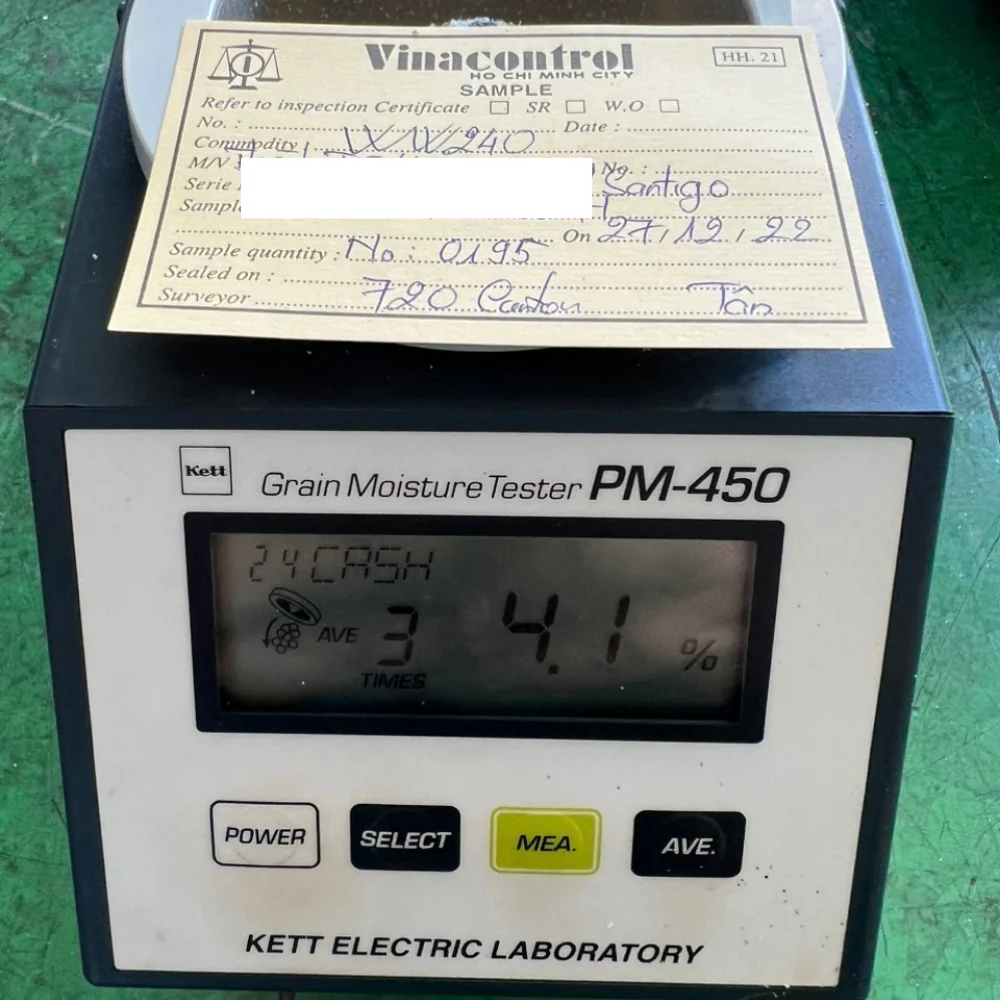 Vinacontrol
HO CHI MINH CITY
HH. 21
SAMPLE
Refer to inspection Certificate SR W.O
No. : Date :
Commodity WW240
M/V No. :
Serie Santigo
On 27/12/22
Sample quantity : No: 0195
Sealed on :
Surveyor 720 Carton Tân
Kett
Grain Moisture Tester PM-450
24CASH
AVE 3 TIMES 4.1 %
POWER SELECT MEA. AVE.
KETT ELECTRIC LABORATORY